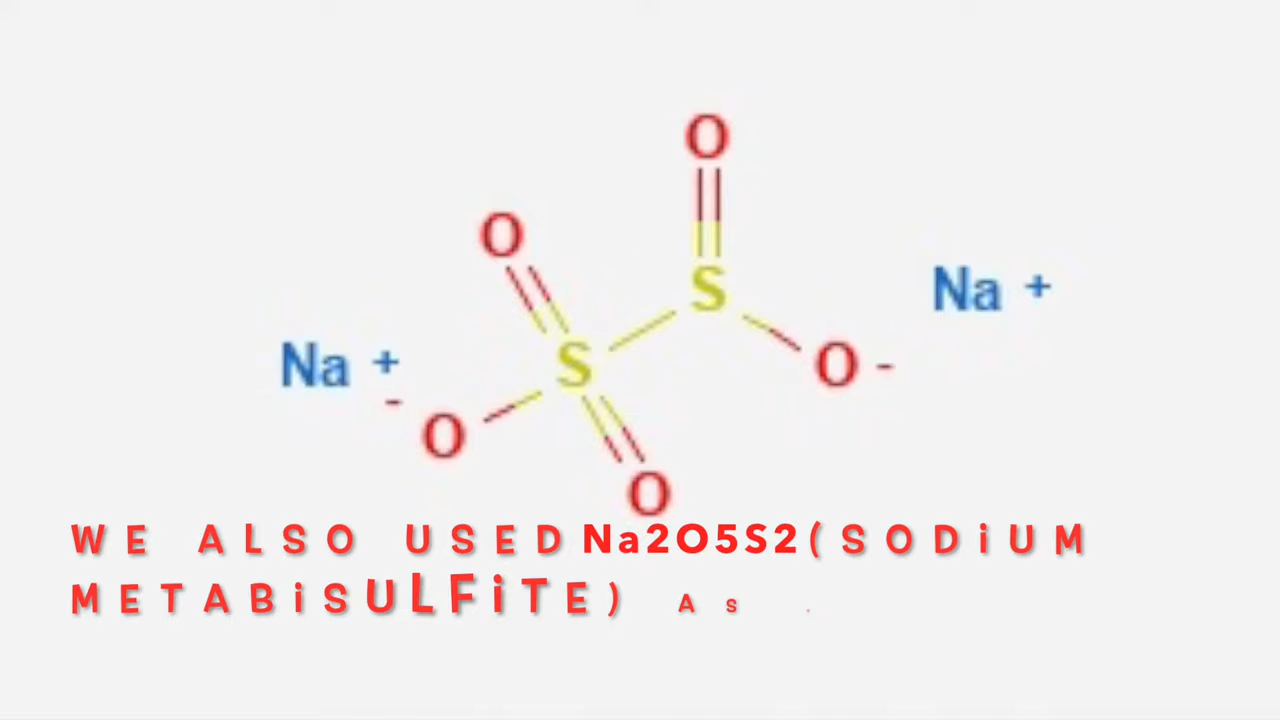 O
O
S
Na +
Na +
S
O -
- O
O
WE ALSO USED Na2O5S2(SODiUM
METABiSULFiTE) As